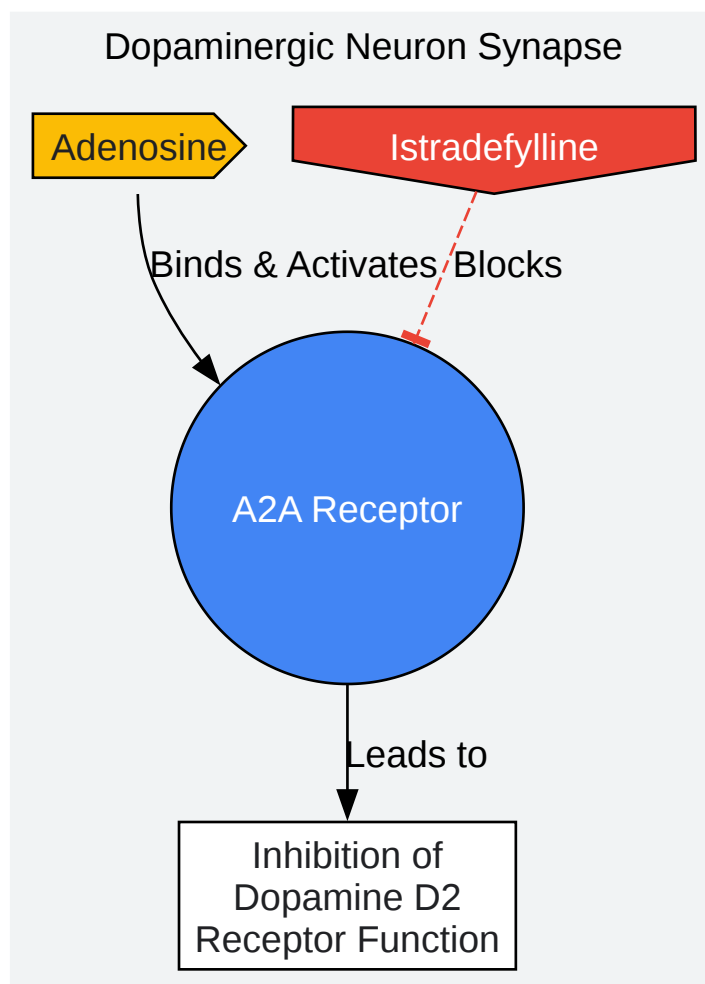 Dopaminergic Neuron Synapse
Adenosine
Istradefylline
Binds & Activates
Blocks
A2A Receptor
Leads to
Inhibition of
Dopamine D2
Receptor Function